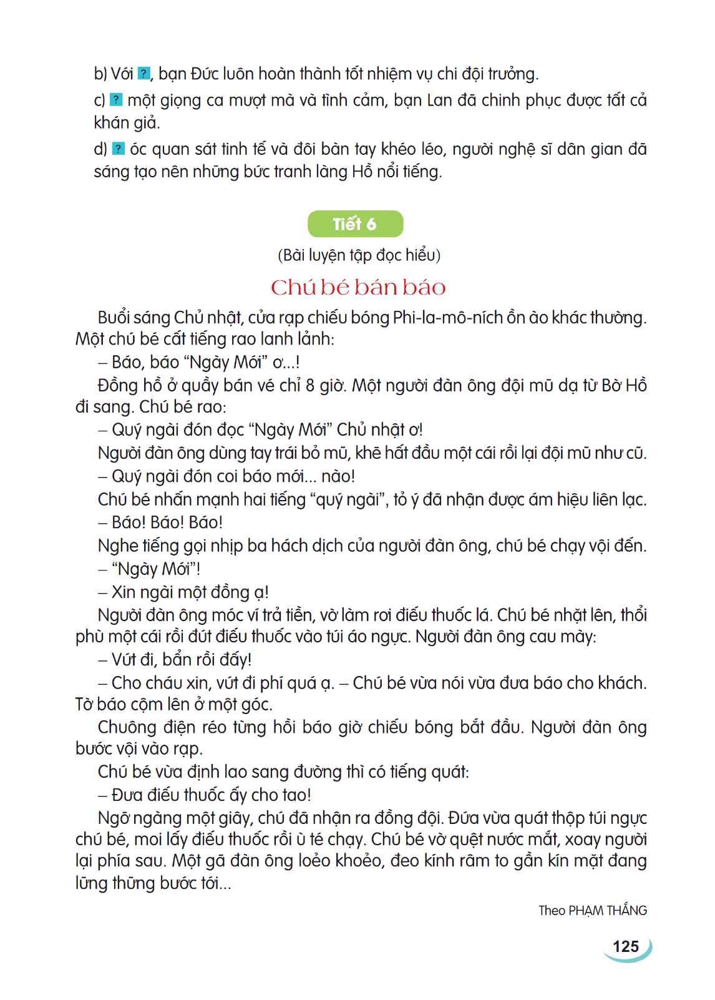 b) Với ?, bạn Đức luôn hoàn thành tốt nhiệm vụ chi đội trưởng.
c) ? một giọng ca mượt mà và tình cảm, bạn Lan đã chinh phục được tất cả
khán giả.
d) ? óc quan sát tinh tế và đôi bàn tay khéo léo, người nghệ sĩ dân gian đã
sáng tạo nên những bức tranh làng Hồ nổi tiếng.
Tiết 6
(Bài luyện tập đọc hiểu)
Chú bé bán báo
Buổi sáng Chủ nhật, cửa rạp chiếu bóng Phi-la-mô-ních ồn ào khác thường.
Một chú bé cất tiếng rao lanh lảnh:
– Báo, báo “Ngày Mới” ơ...!
Đồng hồ ở quầy bán vé chỉ 8 giờ. Một người đàn ông đội mũ dạ từ Bờ Hồ
đi sang. Chú bé rao:
– Quý ngài đón đọc “Ngày Mới” Chủ nhật ơ!
Người đàn ông dùng tay trái bỏ mũ, khẽ hất đầu một cái rồi lại đội mũ như cũ.
– Quý ngài đón coi báo mới... nào!
Chú bé nhấn mạnh hai tiếng “quý ngài”, tỏ ý đã nhận được ám hiệu liên lạc.
– Báo! Báo! Báo!
Nghe tiếng gọi nhịp ba hách dịch của người đàn ông, chú bé chạy vội đến.
– “Ngày Mới”!
– Xin ngài một đồng ạ!
Người đàn ông móc ví trả tiền, vờ làm rơi điếu thuốc lá. Chú bé nhặt lên, thổi
phù một cái rồi đút điếu thuốc vào túi áo ngực. Người đàn ông cau mày:
– Vứt đi, bẩn rồi đấy!
– Cho cháu xin, vứt đi phí quá ạ. – Chú bé vừa nói vừa đưa báo cho khách.
Tờ báo cộm lên ở một góc.
Chuông điện réo từng hồi báo giờ chiếu bóng bắt đầu. Người đàn ông
bước vội vào rạp.
Chú bé vừa định lao sang đường thì có tiếng quát:
– Đưa điếu thuốc ấy cho tao!
Ngỡ ngàng một giây, chú đã nhận ra đồng đội. Đứa vừa quát thộp túi ngực
chú bé, moi lấy điếu thuốc rồi ù té chạy. Chú bé vờ quệt nước mắt, xoay người
lại phía sau. Một gã đàn ông loẻo khoẻo, đeo kính râm to gần kín mặt đang
lững thững bước tới...
Theo PHẠM THẮNG
125